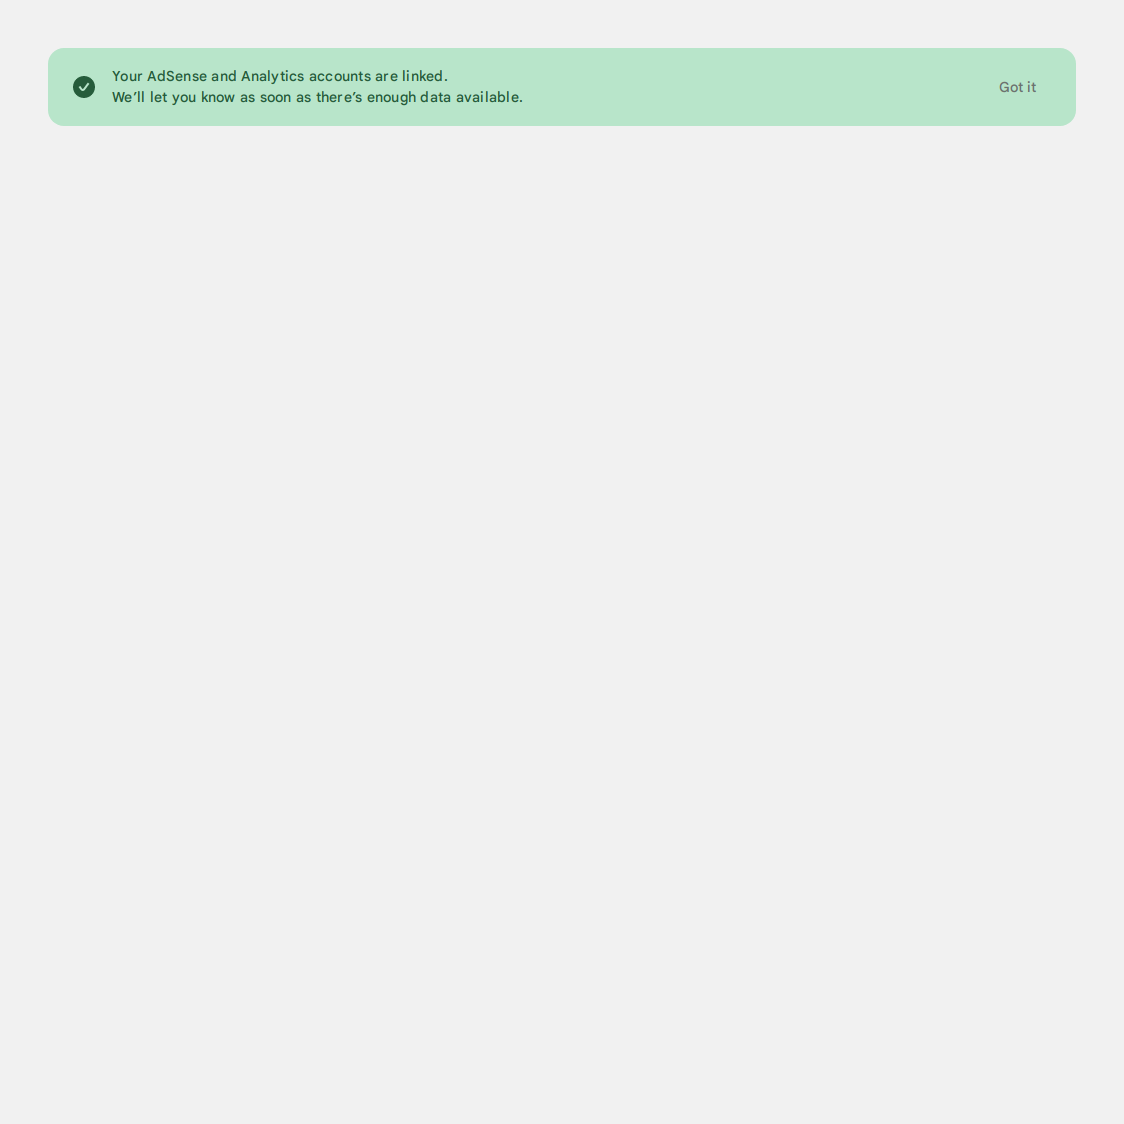 Your AdSense and Analytics accounts are linked.
We’ll let you know as soon as there’s enough data available.
Got it